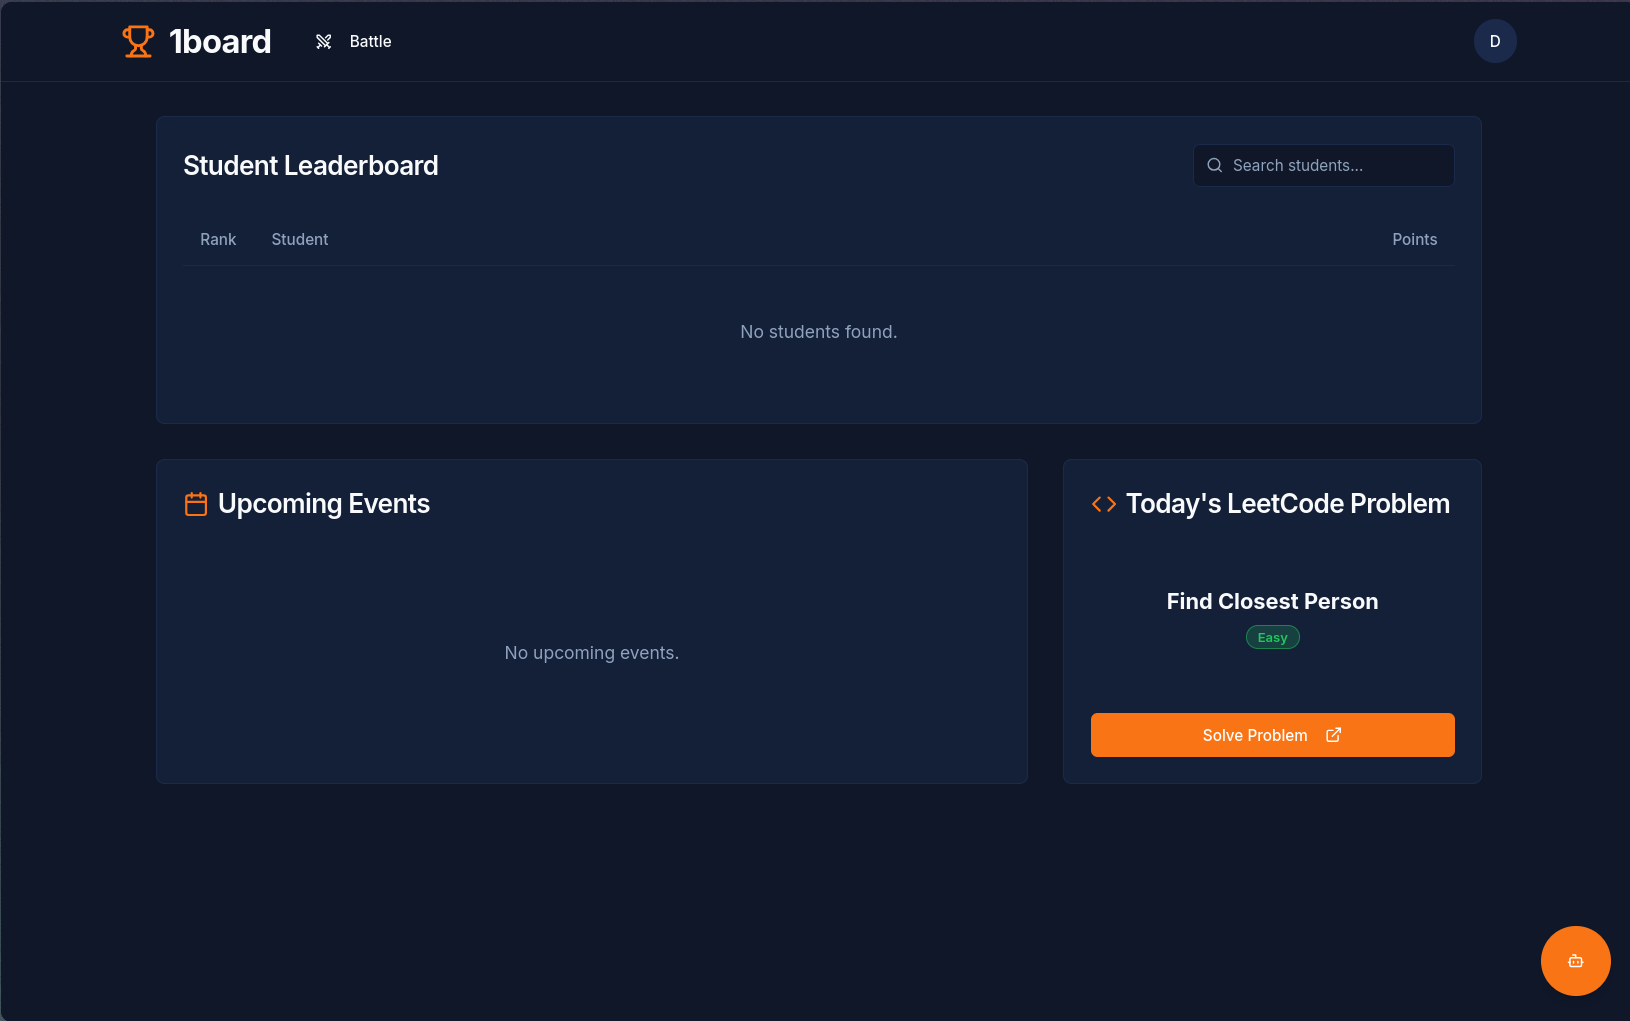 1board
Battle
D
Student Leaderboard
Search students...
Rank Student Points
No students found.
Upcoming Events
No upcoming events.
Today's LeetCode Problem
Find Closest Person
Easy
Solve Problem